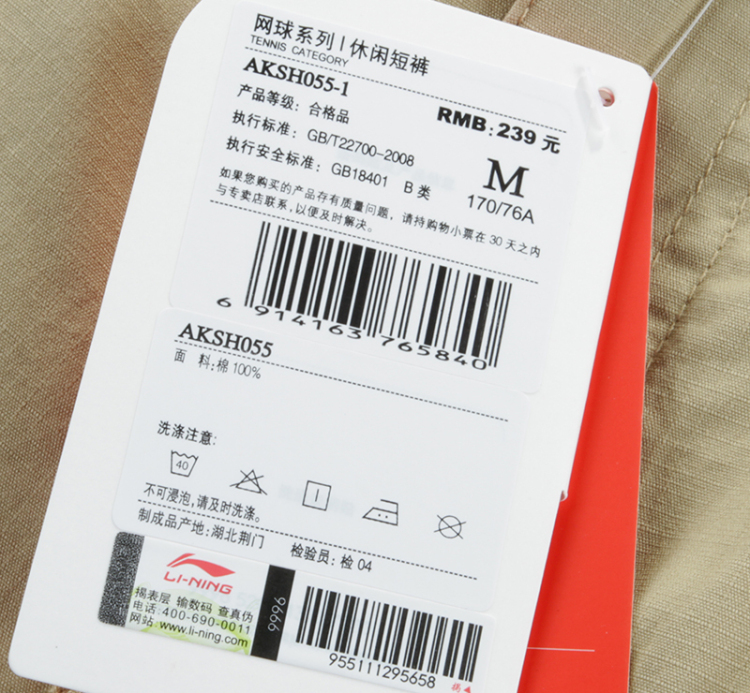 网球系列 | 休闲短裤
TENNIS CATEGORY
AKSH055-1
产品等级: 合格品
RMB: 239 元
执行标准: GB/T22700-2008
执行安全标准: GB18401 B 类
M
170/76A
如果您购买的产品存有质量问题, 请持购物小票在 30 天之内
与专卖店联系, 以便及时解决。
6 914163 765840
AKSH055
面 料:棉 100%
洗涤注意:
40
不可浸泡,请及时洗涤。
制成品产地:湖北荆门 检验员: 检 04
LI-NING
揭表层 输数码 查真伪
电话:400-690-0011
网站:www.li-ning.com
9996
955111295658